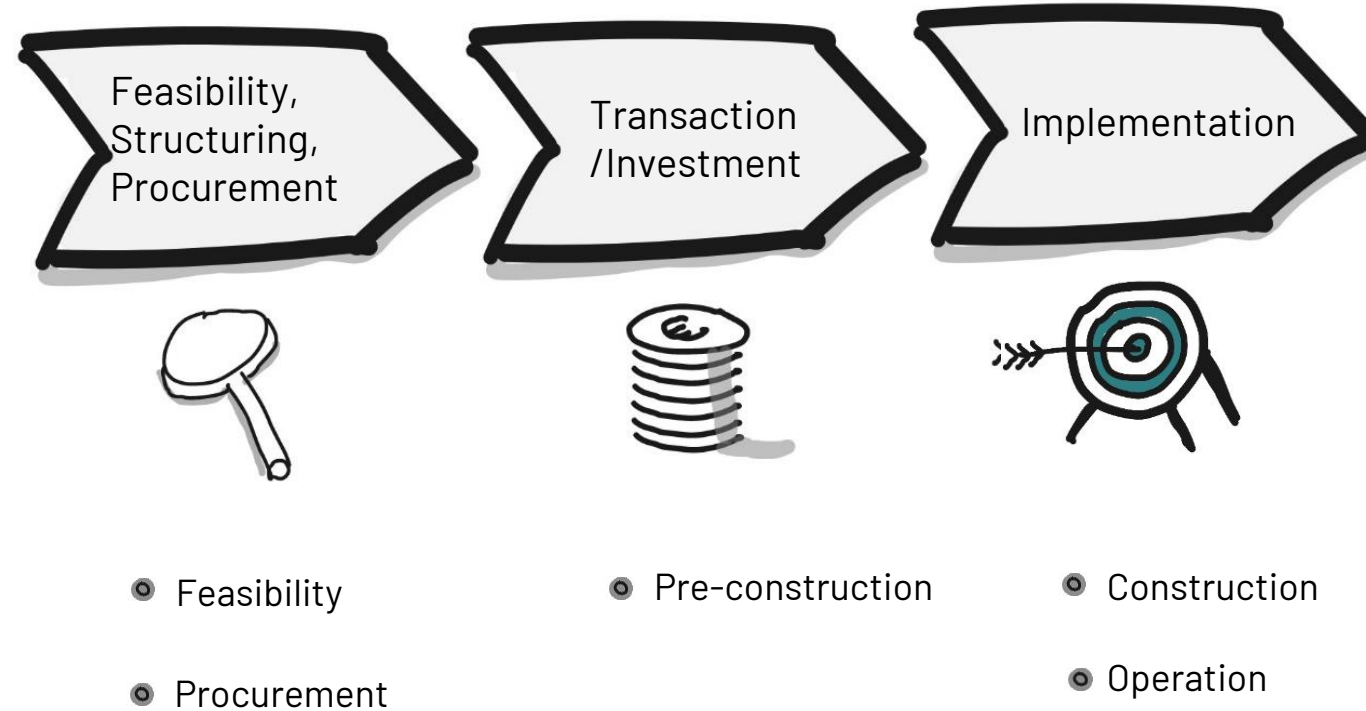 Feasibility,
Structuring,
Procurement
Transaction
/Investment
Implementation
Feasibility
Procurement
Pre-construction
Construction
Operation